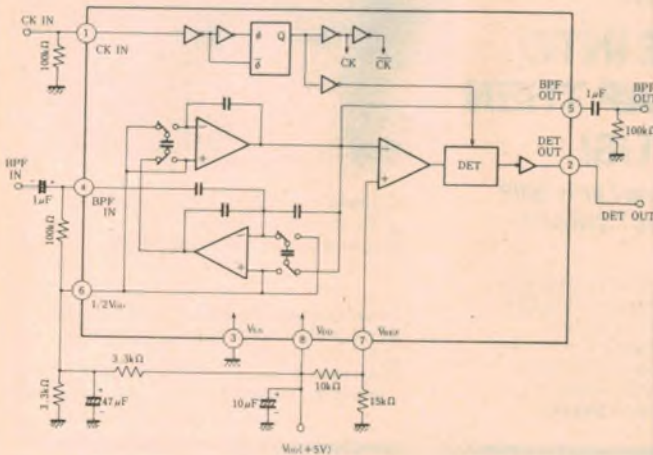 CK IN
1
CK IN
100kΩ
φ
Q
φ̄
CK
C̅K̅
BPF OUT
5
1μF
BPF
100kΩ
DET OUT
2
DET
DET OUT
BPF IN
1μF
4
BPF IN
100kΩ
6
1/2VDD
3
VSS
8
VDD
7
VREF
3.3kΩ
3.3kΩ
47μF
10μF
10kΩ
15kΩ
VDD(+5V)